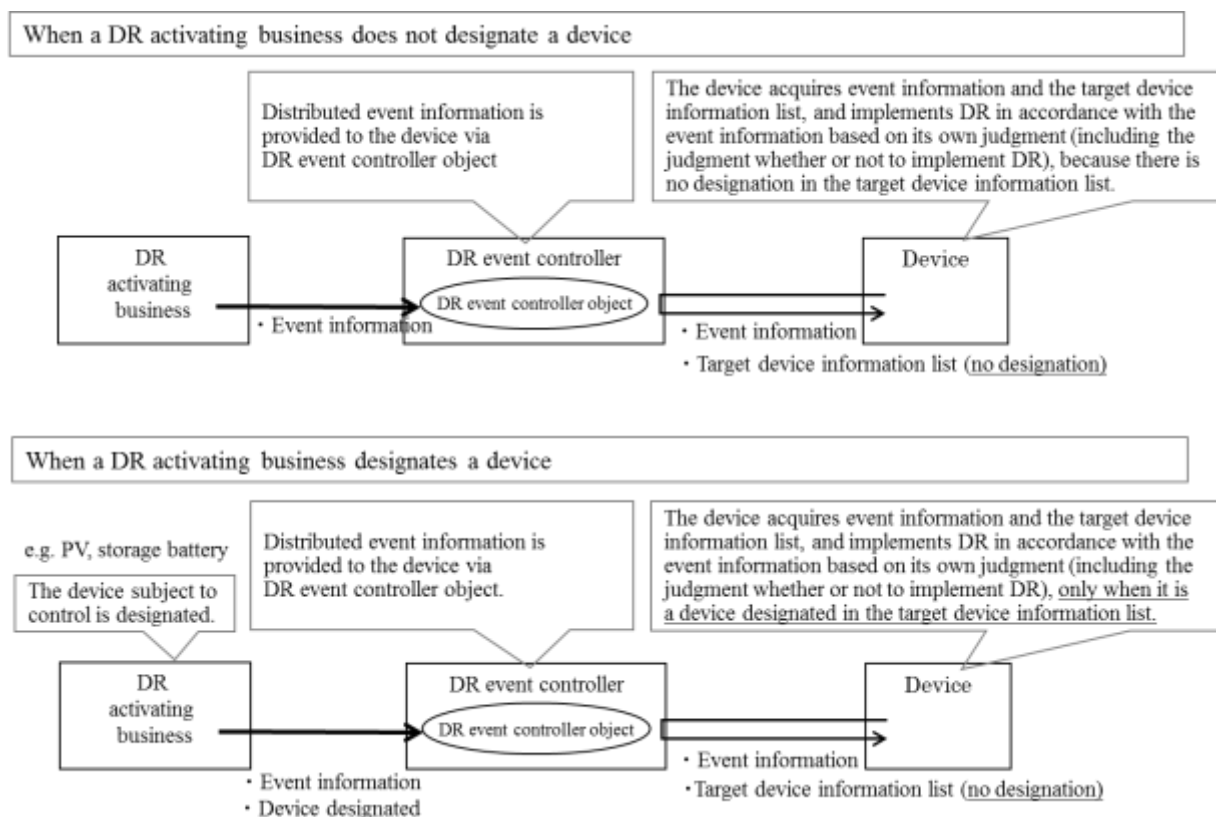 When a DR activating business does not designate a device
Distributed event information is
provided to the device via
DR event controller object
The device acquires event information and the target device
information list, and implements DR in accordance with the
event information based on its own judgment (including the
judgment whether or not to implement DR), because there is
no designation in the target device information list.
DR
activating
business
・Event information
DR event controller
DR event controller object
Device
・Event information
・Target device information list (no designation)
When a DR activating business designates a device
e.g. PV, storage battery
The device subject to
control is designated.
Distributed event information is
provided to the device via
DR event controller object.
The device acquires event information and the target device
information list, and implements DR in accordance with the
event information based on its own judgment (including the
judgment whether or not to implement DR), only when it is
a device designated in the target device information list.
DR
activating
business
・Event information
・Device designated
DR event controller
DR event controller object
Device
・Event information
・Target device information list (no designation)